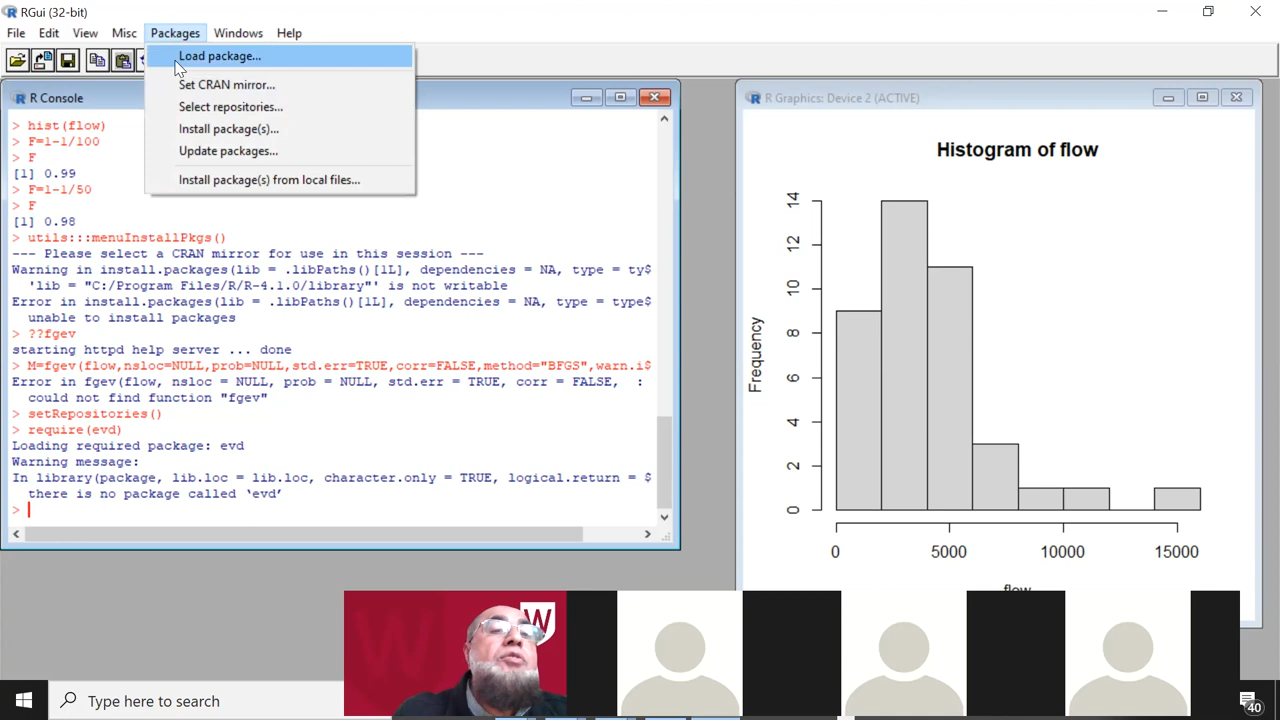 RGui (32-bit)
File Edit View Misc Packages Windows Help
Load package...
Set CRAN mirror...
Select repositories...
Install package(s)...
Update packages...
Install package(s) from local files...
R Console
> hist(flow)
> F=1-1/100
> F
[1] 0.99
> F=1-1/50
> F
[1] 0.98
> utils:::menuInstallPkgs()
--- Please select a CRAN mirror for use in this session ---
Warning in install.packages(lib = .libPaths()[1L], dependencies = NA, type = ty$
'lib = "C:/Program Files/R/R-4.1.0/library"' is not writable
Error in install.packages(lib = .libPaths()[1L], dependencies = NA, type = type$
unable to install packages
> ??fgev
starting httpd help server ... done
> M=fgev(flow,nsloc=NULL,prob=NULL,std.err=TRUE,corr=FALSE,method="BFGS",warn.i$
Error in fgev(flow, nsloc = NULL, prob = NULL, std.err = TRUE, corr = FALSE,  :
could not find function "fgev"
> setRepositories()
> require(evd)
Loading required package: evd
Warning message:
In library(package, lib.loc = lib.loc, character.only = TRUE, logical.return = $
there is no package called ‘evd’
>
R Graphics: Device 2 (ACTIVE)
Histogram of flow
Frequency
14
12
10
8
6
4
2
0
0 5000 10000 15000
flow
W
W
Type here to search
40